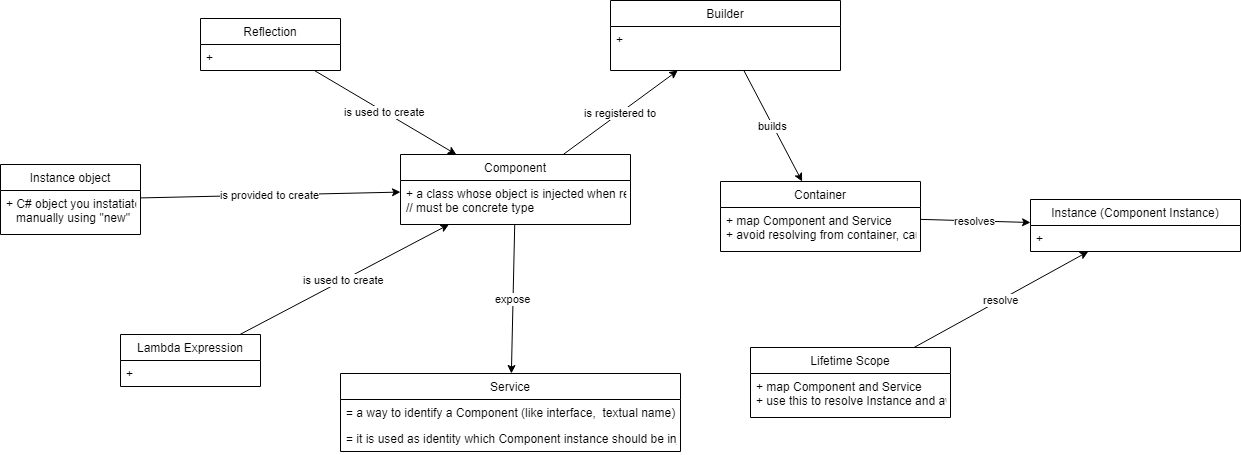 Builder
+
Reflection
+
is used to create
is registered to
builds
Component
+ a class whose object is injected when re
// must be concrete type
Instance object
+ C# object you instatiate
manually using "new"
is provided to create
Container
+ map Component and Service
+ avoid resolving from container, ca
resolves
Instance (Component Instance)
+
is used to create
expose
resolve
Lambda Expression
+
Lifetime Scope
+ map Component and Service
+ use this to resolve Instance and a
Service
= a way to identify a Component (like interface, textual name)
= it is used as identity which Component instance should be in